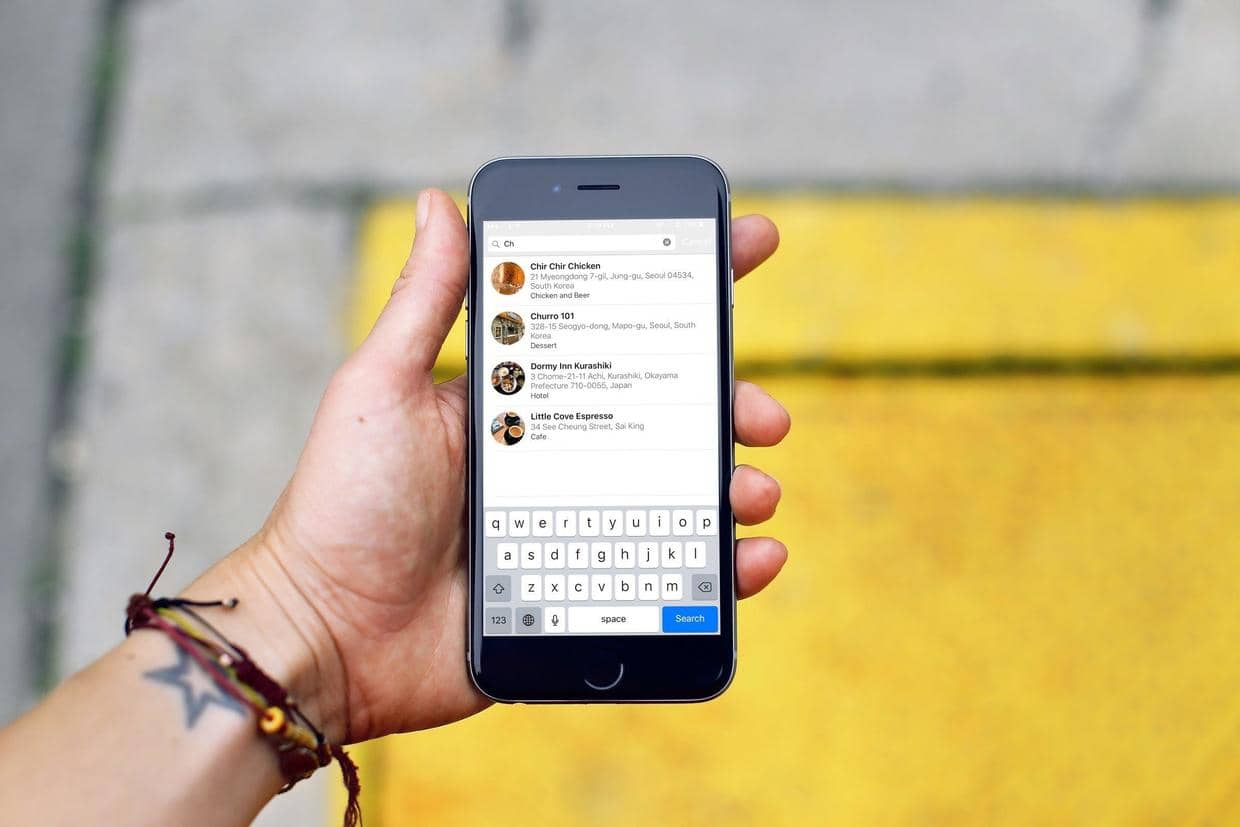 Ch
Chir Chir Chicken
21 Myeongdong 7-gil, Jung-gu, Seoul 04534,
South Korea
Chicken and Beer
Churro 101
328-15 Seogyo-dong, Mapo-gu, Seoul, South
Korea
Dessert
Dormy Inn Kurashiki
3 Chome-21-11 Achi, Kurashiki, Okayama
Prefecture 710-0055, Japan
Hotel
Little Cove Espresso
34 See Cheung Street, Sai King
Cafe
q w e r t y u i o p
a s d f g h j k l
z x c v b n m
123 space Search